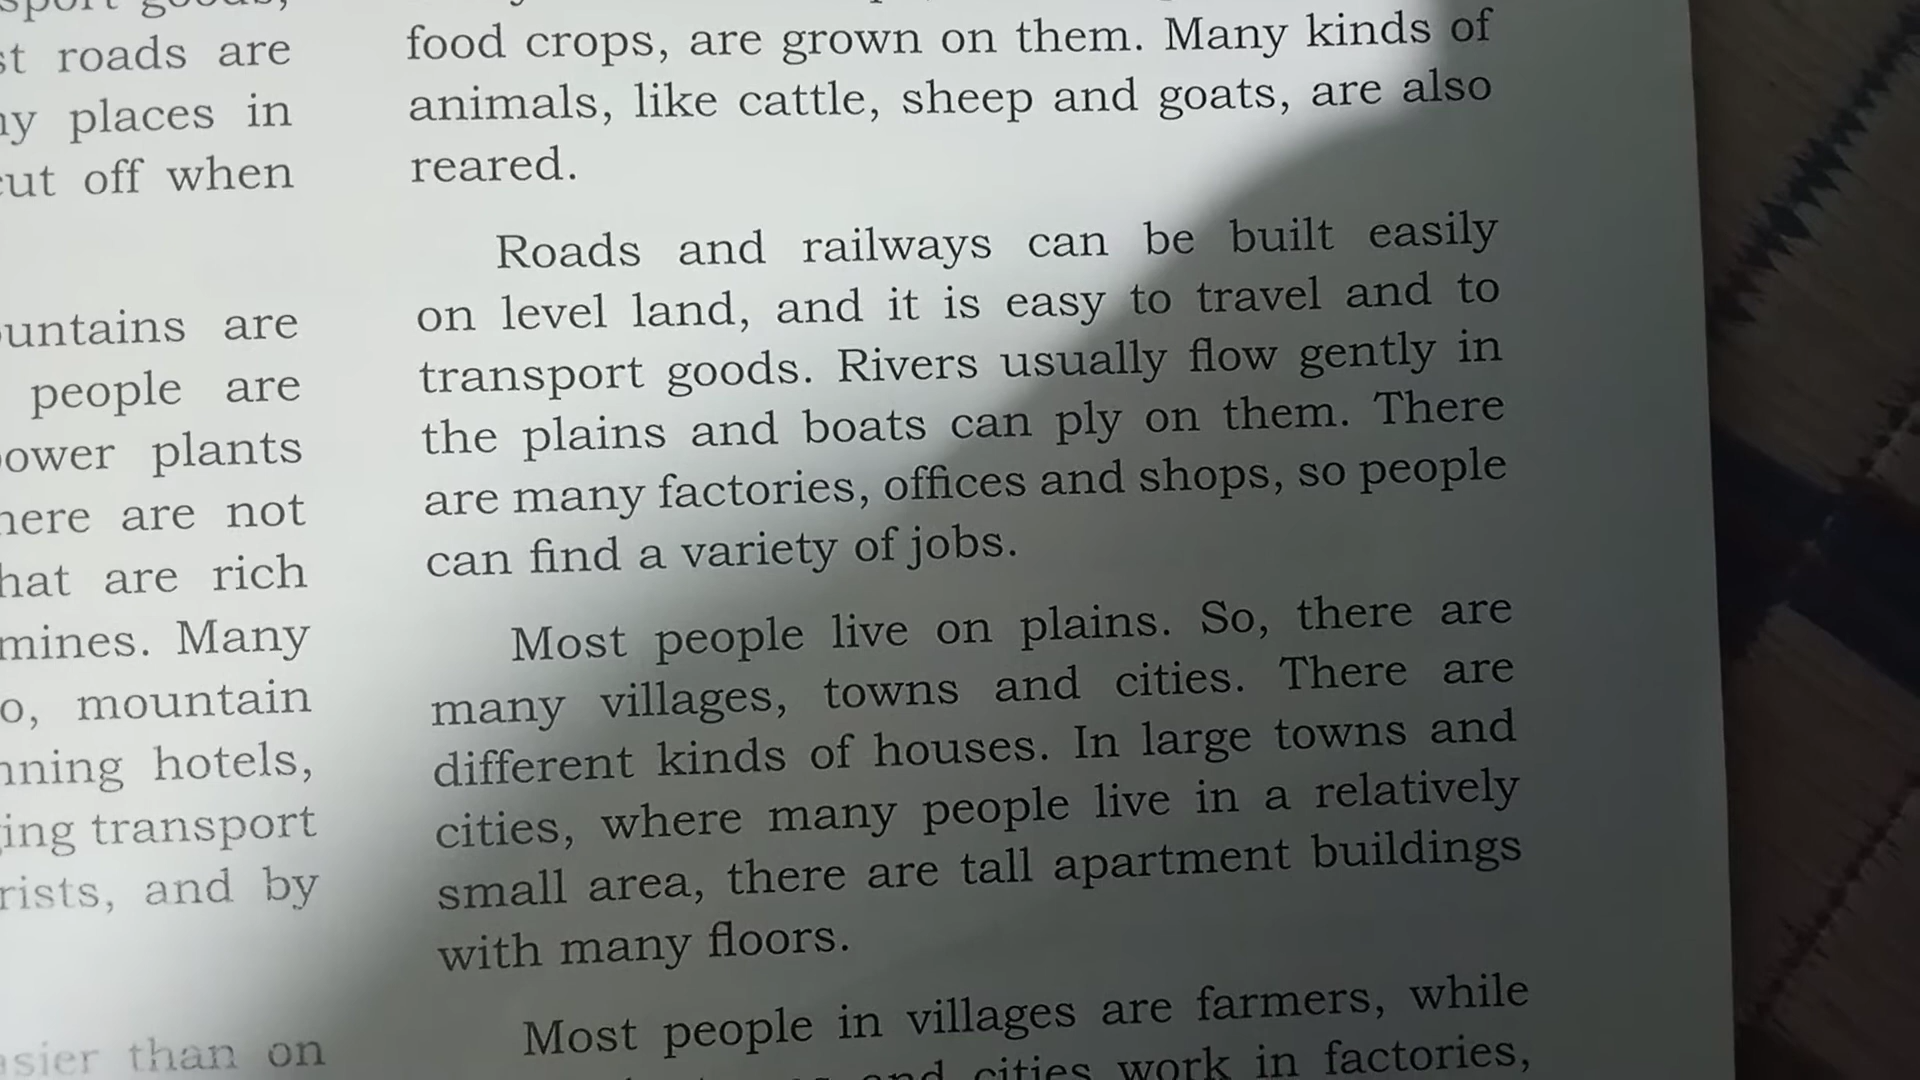 goods,
roads are
places in
off when
are
people are
plants
are not
are rich
mines. Many
mountain
hotels,
transport
and by
than on
food crops, are grown on them. Many kinds of
animals, like cattle, sheep and goats, are also
reared.
Roads and railways can be built easily
on level land, and it is easy to travel and to
transport goods. Rivers usually flow gently in
the plains and boats can ply on them. There
are many factories, offices and shops, so people
can find a variety of jobs.
Most people live on plains. So, there are
many villages, towns and cities. There are
different kinds of houses. In large towns and
cities, where many people live in a relatively
small area, there are tall apartment buildings
with many floors.
Most people in villages are farmers, while
and cities work in factories,